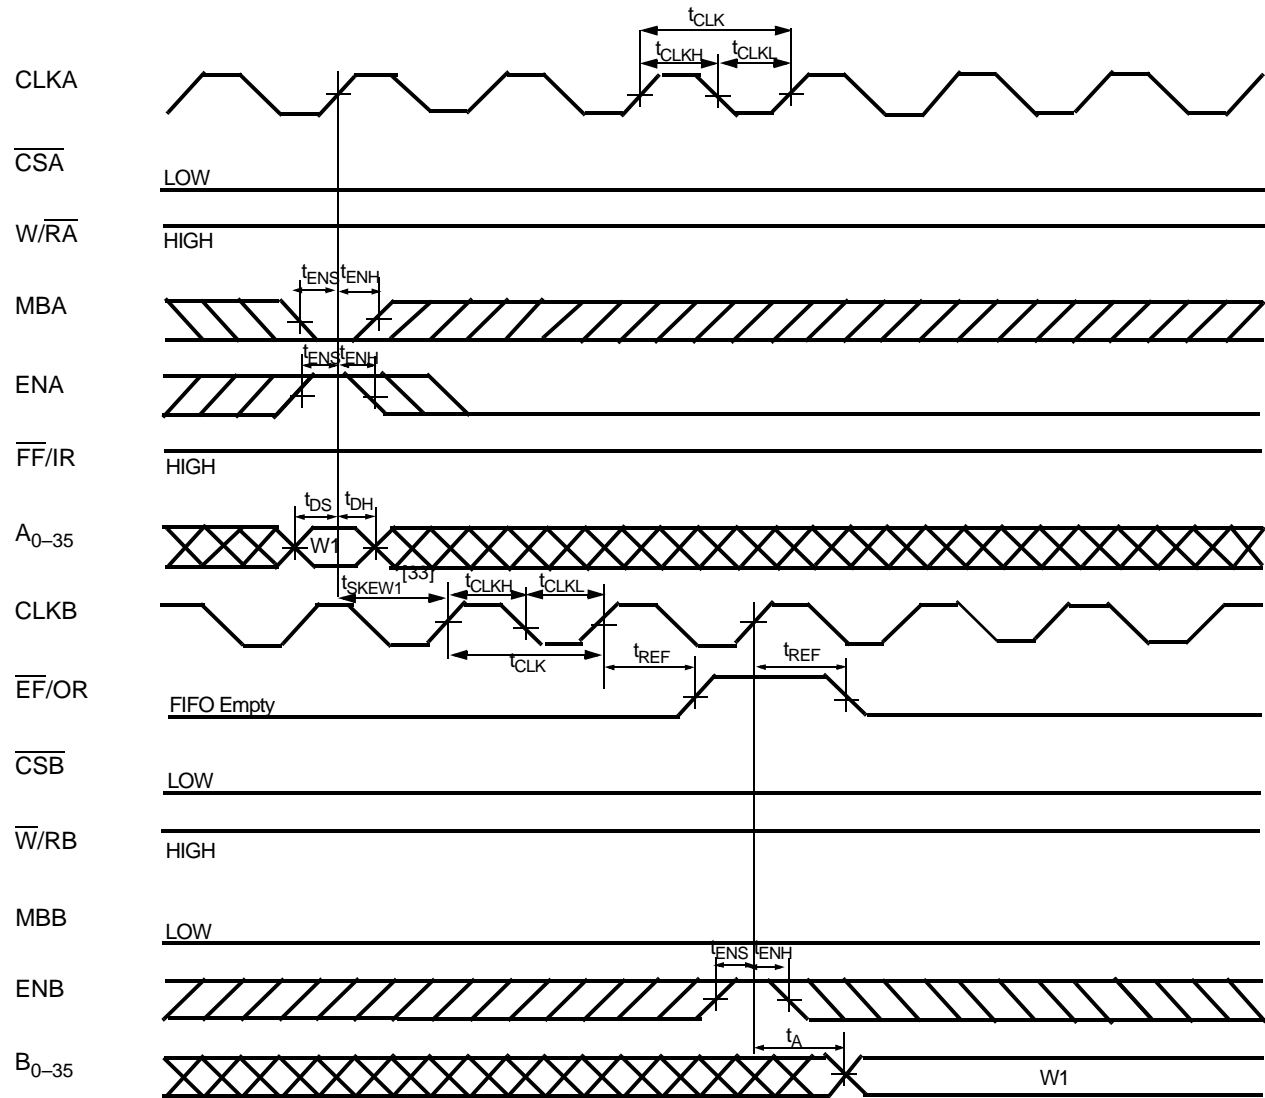 tCLK
tCLKH tCLKL
CLKA
CSA
LOW
W/RA
HIGH
tENS tENH
MBA
tENS tENH
ENA
FF/IR
HIGH
tDS tDH
A0–35
W1
tSKEW1[33] tCLKH tCLKL
CLKB
tCLK tREF tREF
EF/OR
FIFO Empty
CSB
LOW
W/RB
HIGH
MBB
LOW
tENS tENH
ENB
tA
B0–35
W1